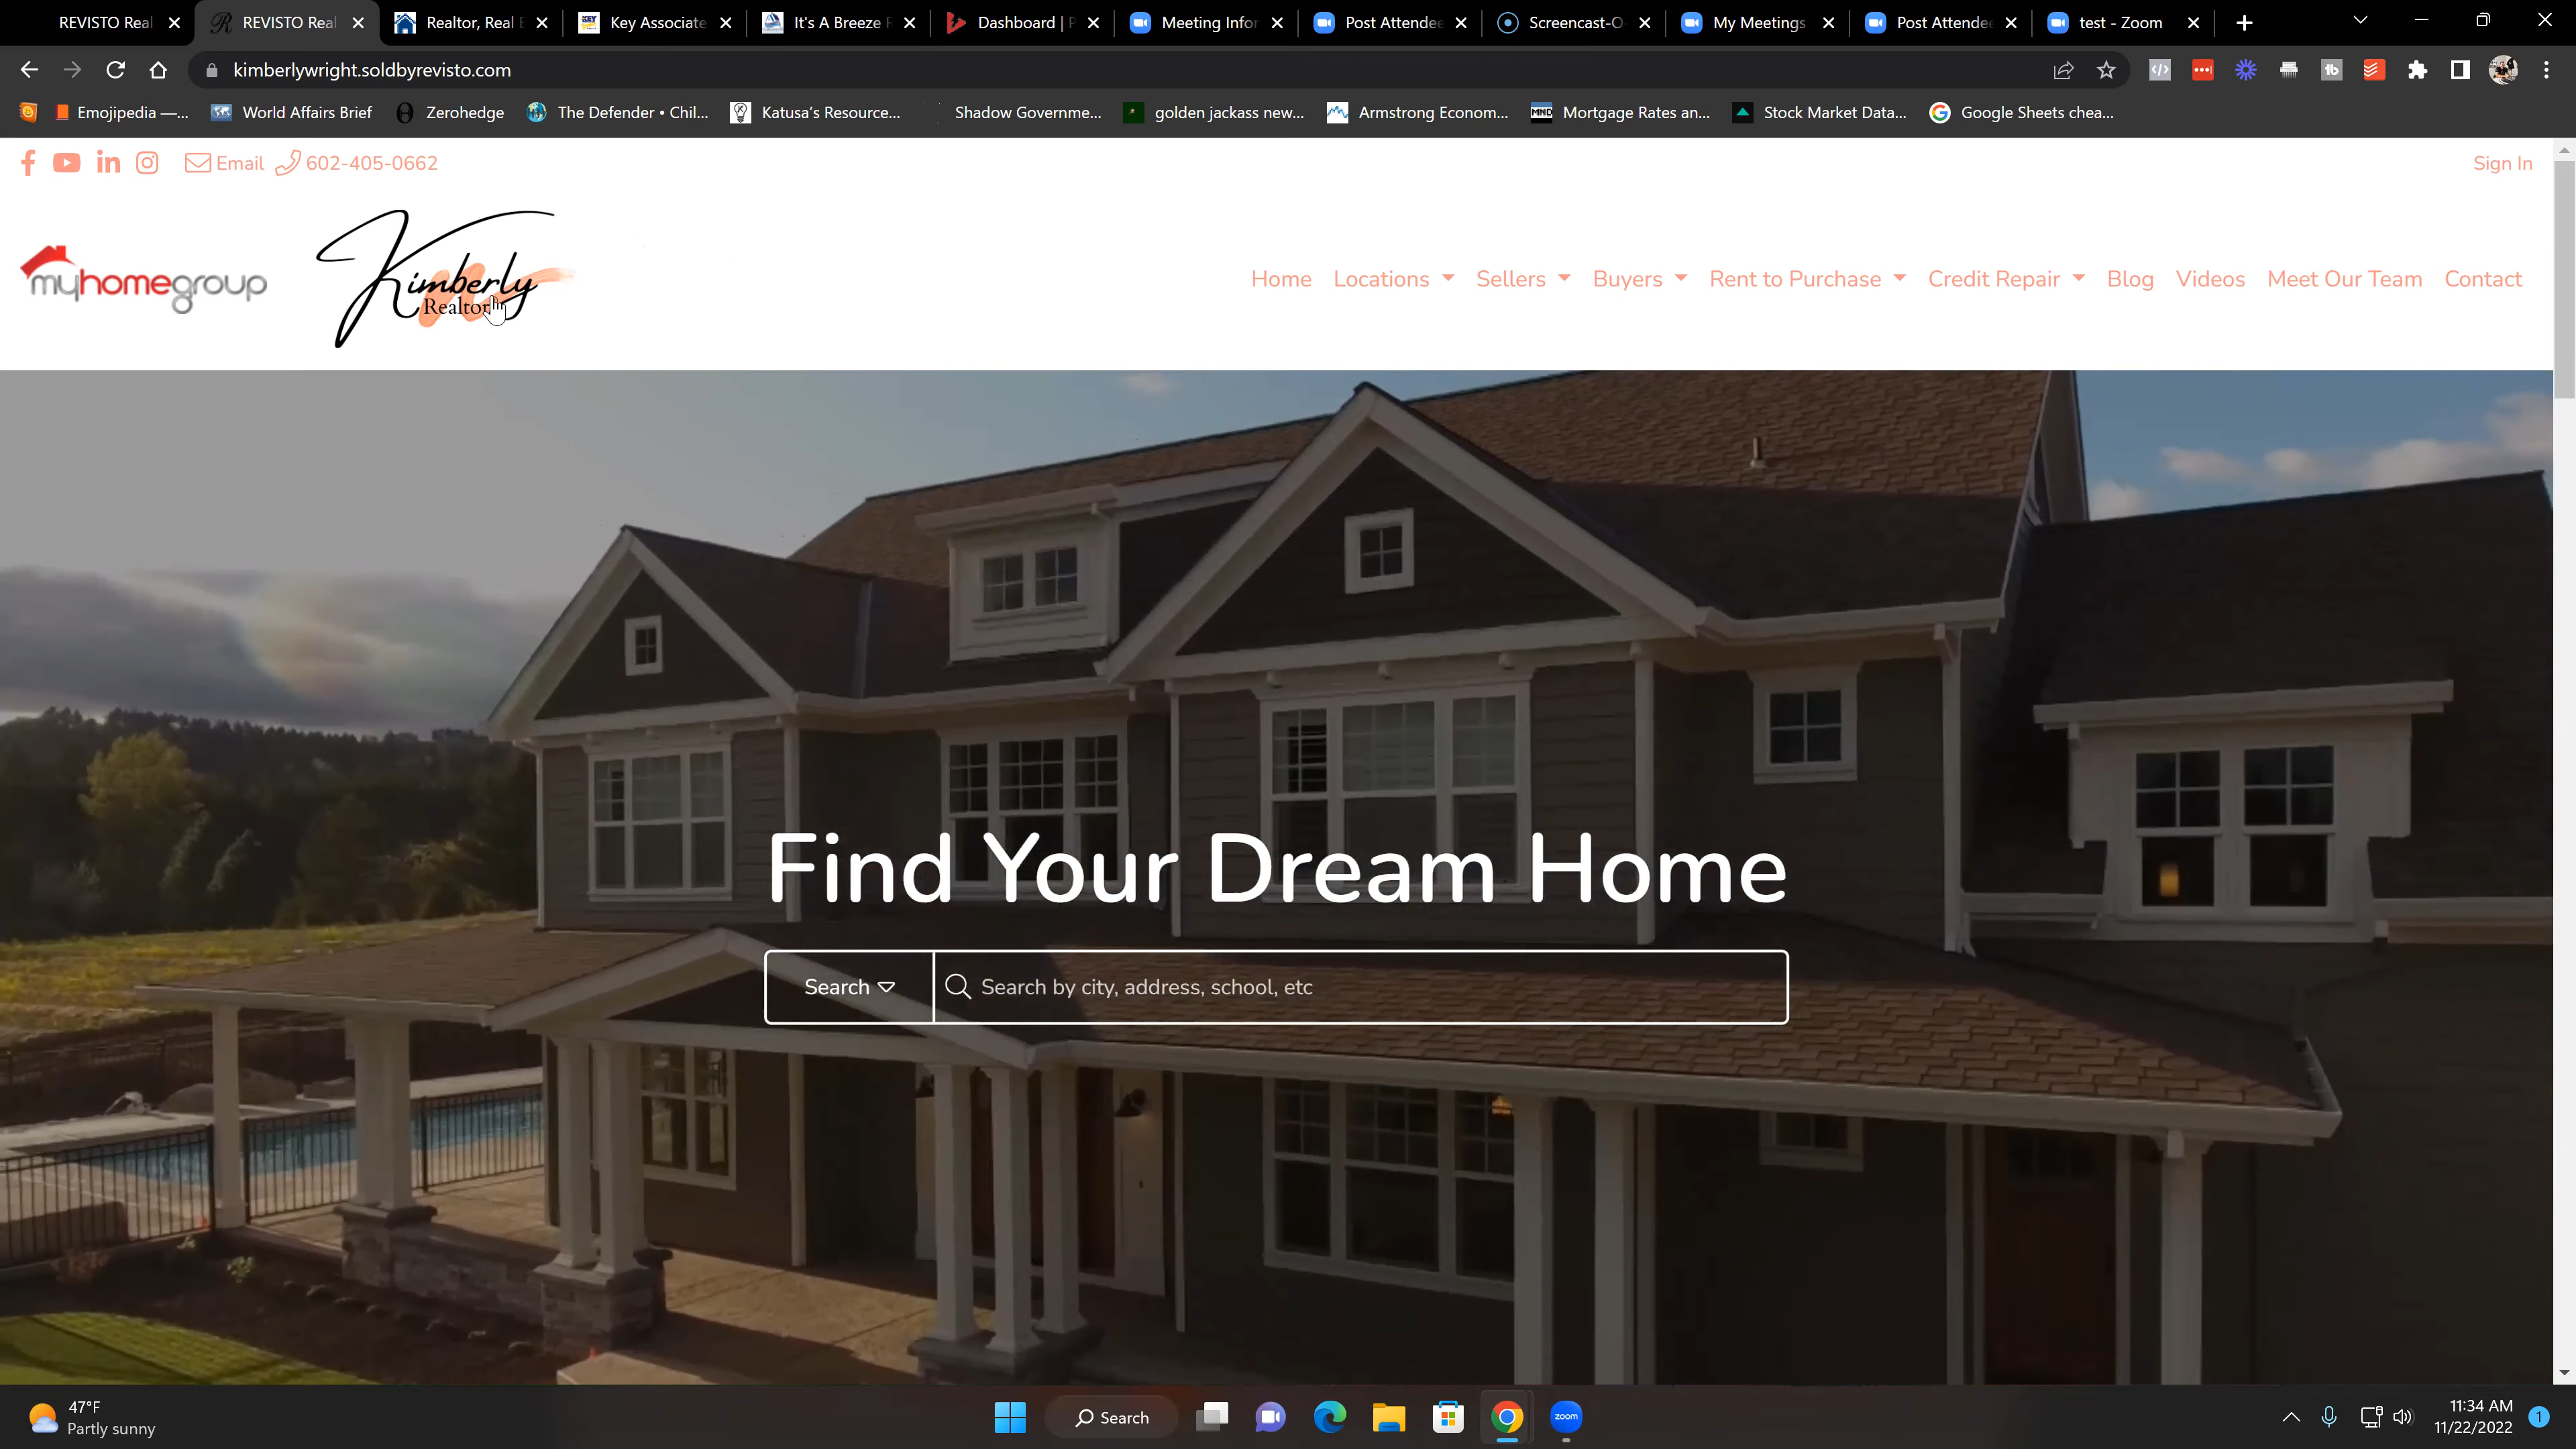 REVISTO Real
REVISTO Real
Realtor, Real E
Key Associate
It's A Breeze R
Dashboard | P
Meeting Infor
Post Attendee
Screencast-O-
My Meetings
Post Attendee
test - Zoom
kimberlywright.soldbyrevisto.com
Emojipedia —...
World Affairs Brief
Zerohedge
The Defender • Chil...
Katusa's Resource...
Shadow Governme...
golden jackass new...
Armstrong Econom...
MND
Mortgage Rates an...
Stock Market Data...
Google Sheets chea...
Email
602-405-0662
Sign In
myhomegroup
Kimberly
Realtor
Home
Locations
Sellers
Buyers
Rent to Purchase
Credit Repair
Blog
Videos
Meet Our Team
Contact
Find Your Dream Home
Search
Search by city, address, school, etc
47°F
Partly sunny
Search
zoom
11:34 AM
11/22/2022
1